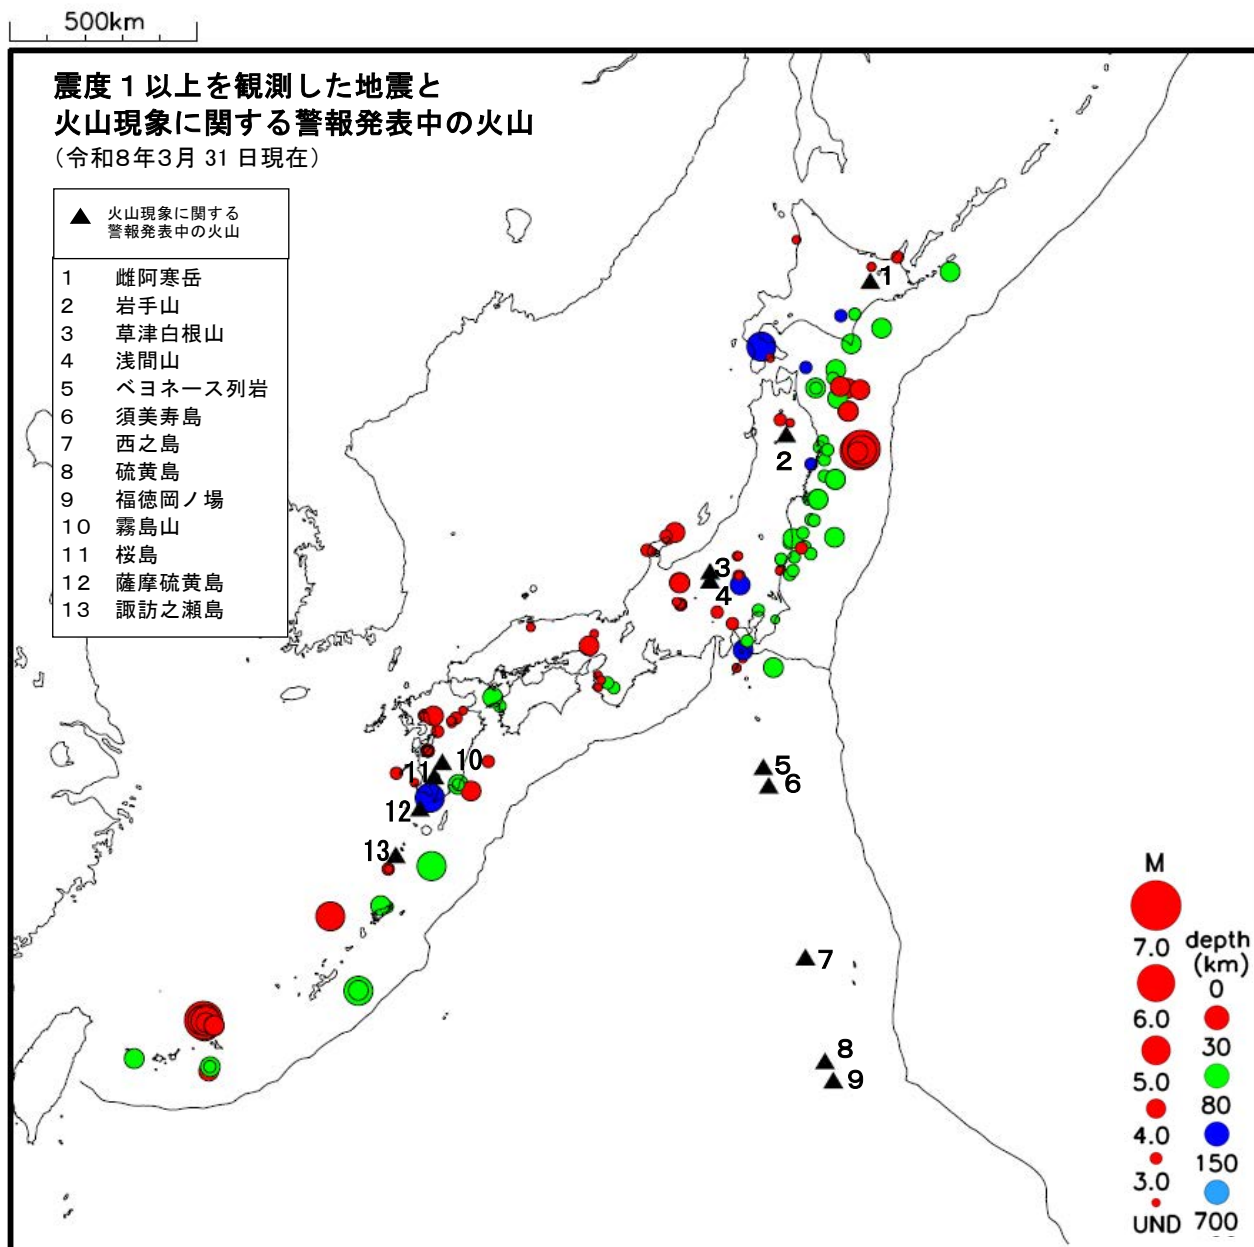 500km
震度１以上を観測した地震と
火山現象に関する警報発表中の火山
（令和８年３月 31 日現在）
▲ 火山現象に関する
警報発表中の火山
１ 雌阿寒岳
２ 岩手山
３ 草津白根山
４ 浅間山
５ ベヨネース列岩
６ 須美寿島
７ 西之島
８ 硫黄島
９ 福徳岡ノ場
10 霧島山
11 桜島
12 薩摩硫黄島
13 諏訪之瀬島
1
2
3
4
10
11
5
6
12
13
7
8
9
M
7.0
6.0
5.0
4.0
3.0
UND
depth
(km)
0
30
80
150
700